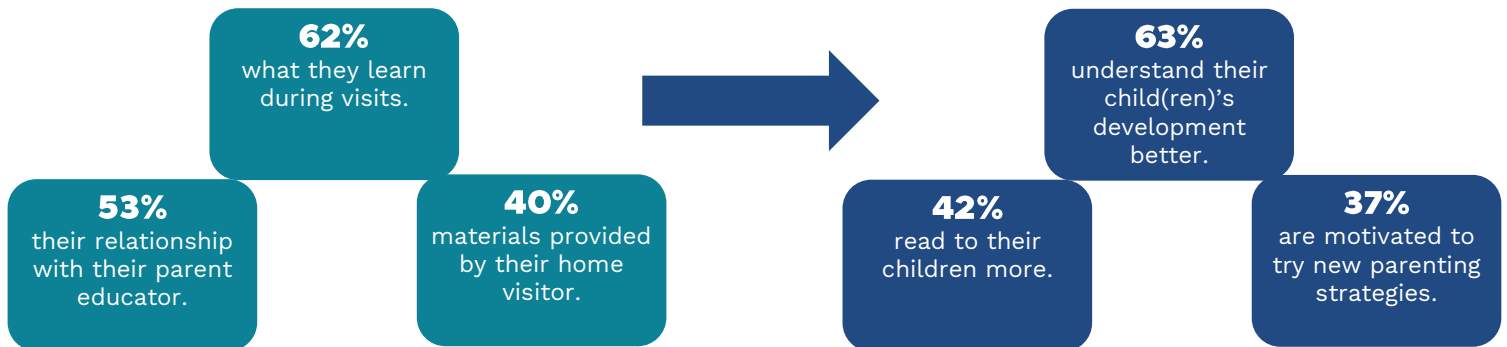 62%
what they learn
during visits.
53%
their relationship
with their parent
educator.
40%
materials provided
by their home
visitor.
63%
understand their
child(ren)’s
development
better.
42%
read to their
children more.
37%
are motivated to
try new parenting
strategies.